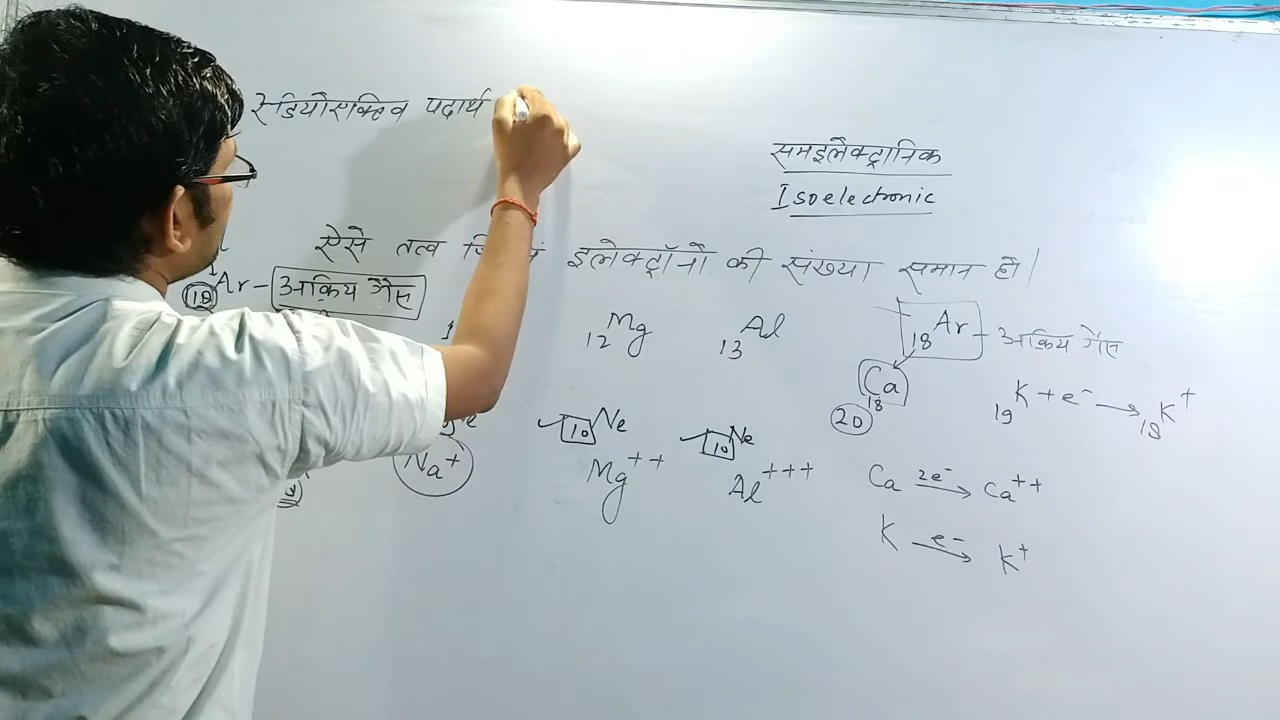 रेडियोएक्टिव पदार्थ
समइलैक्ट्रानिक
Isoelectronic
ऐसे तत्व इलेक्ट्रॉनों की संख्या समान हो।
18 Ar - अक्रिय गैस
12 Mg 13 Al 18 Ar - अक्रिय गैस
Ca 18
20
19 K + e⁻ → 18 K⁺
10 Ne 10 Ne
Na⁺ Mg⁺⁺ Al⁺⁺⁺ Ca 2e⁻ → Ca⁺⁺
K e⁻ → K⁺